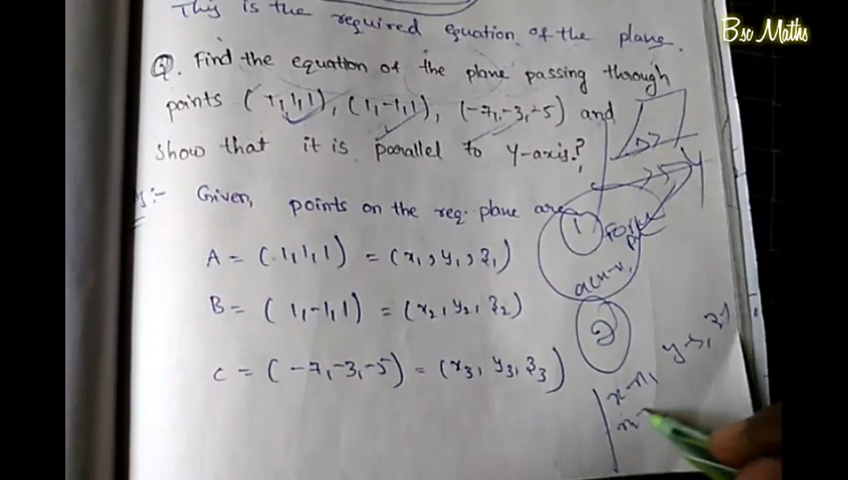 This is the required equation of the plane.
Bsc Maths
Q. Find the equation of the plane passing through
points (1,1,1), (1,-1,1), (-7,-3,-5) and
show that it is parallel to Y-axis?
Given, points on the req. plane are
A = (1,1,1) = (x₁, y₁, z₁)
B = (1,-1,1) = (x₂, y₂, z₂)
C = (-7,-3,-5) = (x₃, y₃, z₃)
1
2
x-x₁ y-y₁ z-z₁